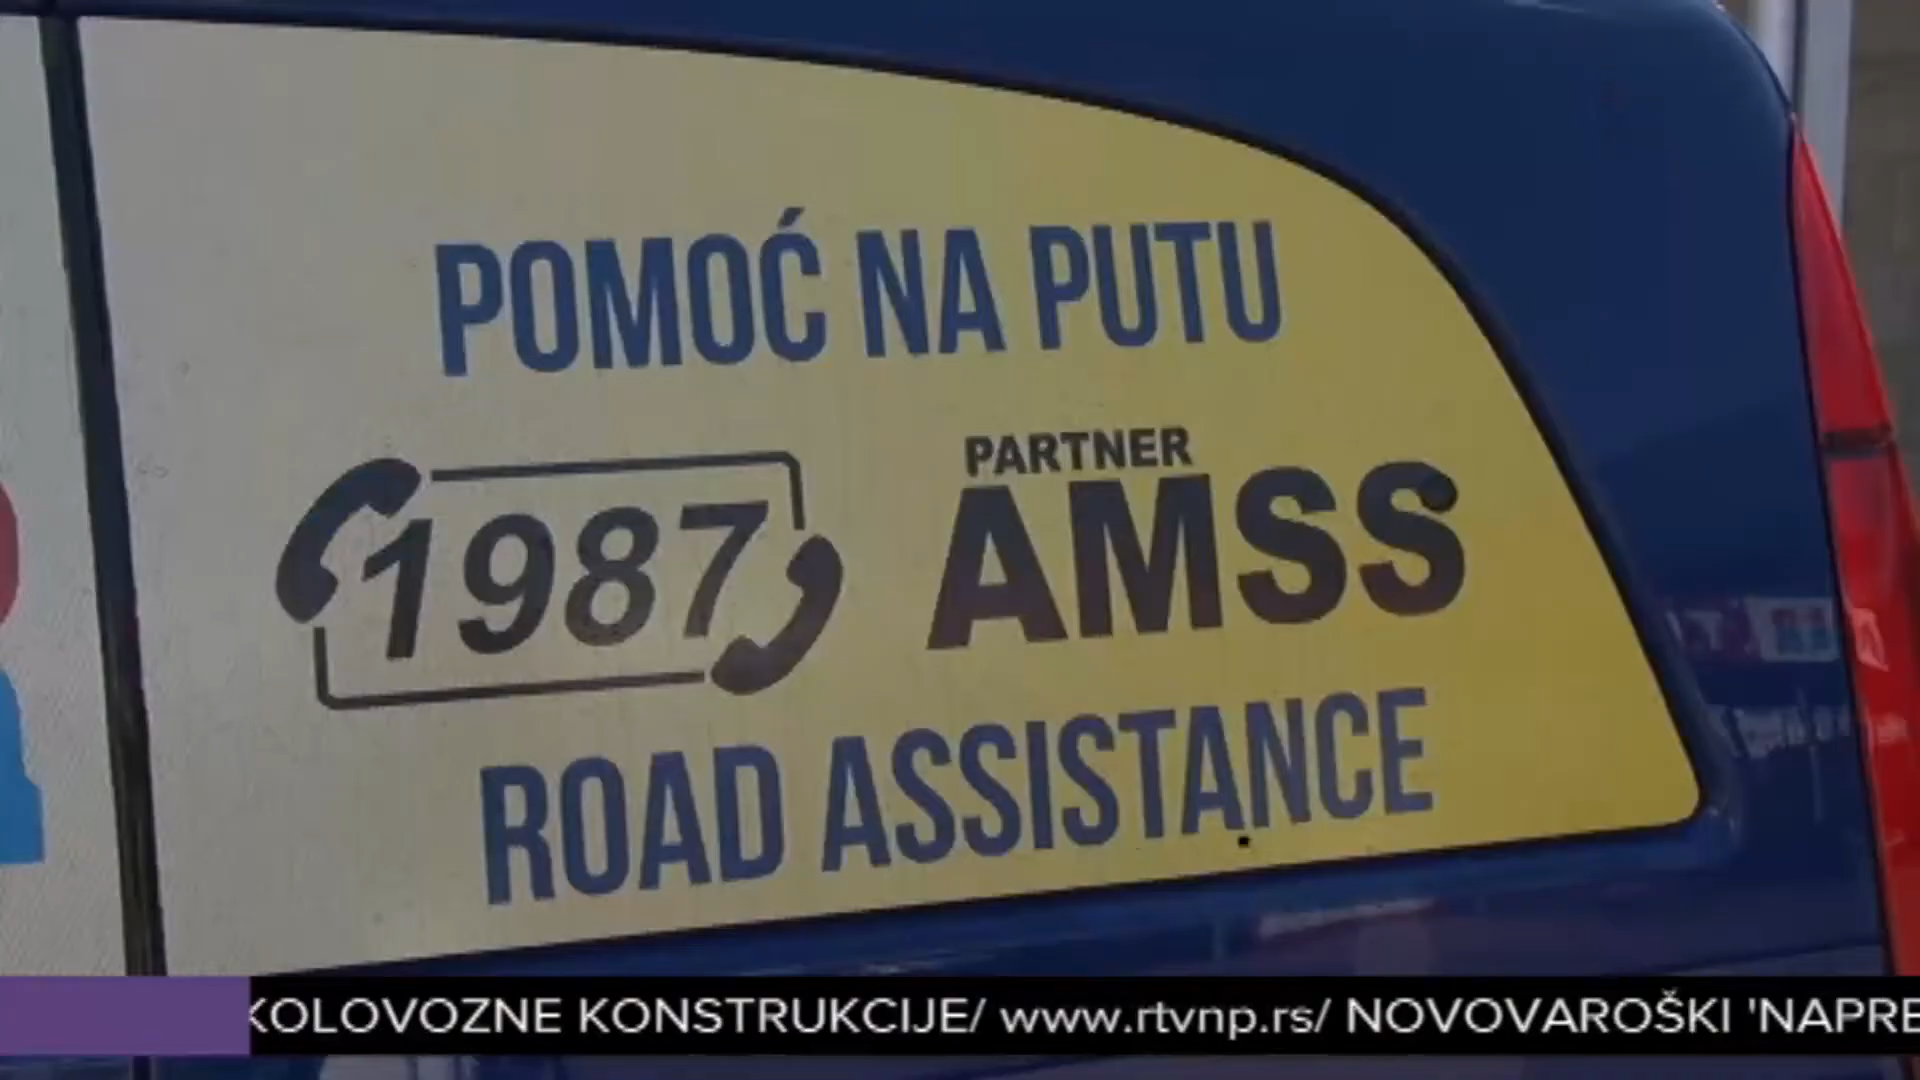 POMOĆ NA PUTU
1987
PARTNER
AMSS
ROAD ASSISTANCE
KOLOVOZNE KONSTRUKCIJE/ www.rtvnp.rs/ NOVOVAROŠKI 'NAPRE